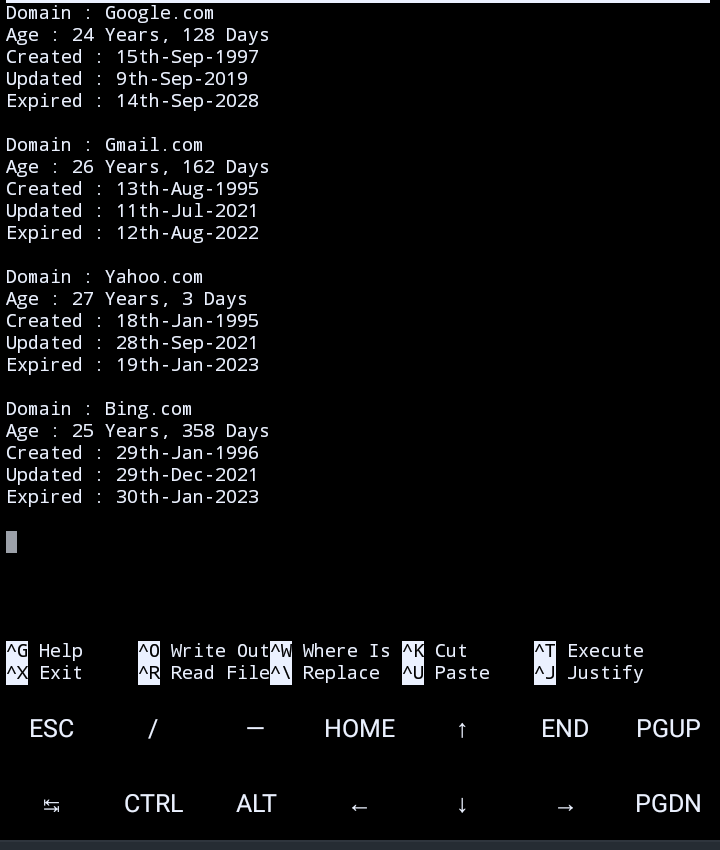 Domain : Google.com
Age : 24 Years, 128 Days
Created : 15th-Sep-1997
Updated : 9th-Sep-2019
Expired : 14th-Sep-2028
Domain : Gmail.com
Age : 26 Years, 162 Days
Created : 13th-Aug-1995
Updated : 11th-Jul-2021
Expired : 12th-Aug-2022
Domain : Yahoo.com
Age : 27 Years, 3 Days
Created : 18th-Jan-1995
Updated : 28th-Sep-2021
Expired : 19th-Jan-2023
Domain : Bing.com
Age : 25 Years, 358 Days
Created : 29th-Jan-1996
Updated : 29th-Dec-2021
Expired : 30th-Jan-2023
^G Help ^O Write Out ^W Where Is ^K Cut ^T Execute
^X Exit ^R Read File ^\ Replace ^U Paste ^J Justify
ESC / — HOME ↑ END PGUP
↹ CTRL ALT ← ↓ → PGDN